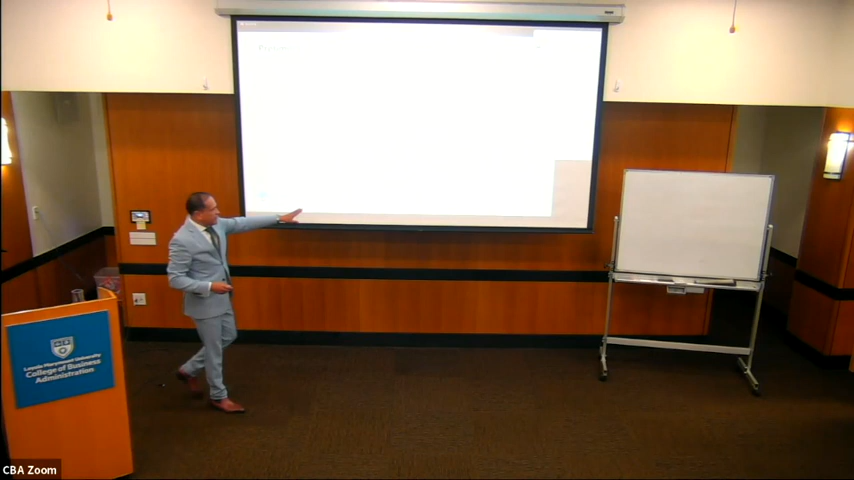 Loyola Marymount University
College of Business
Administration
CBA Zoom